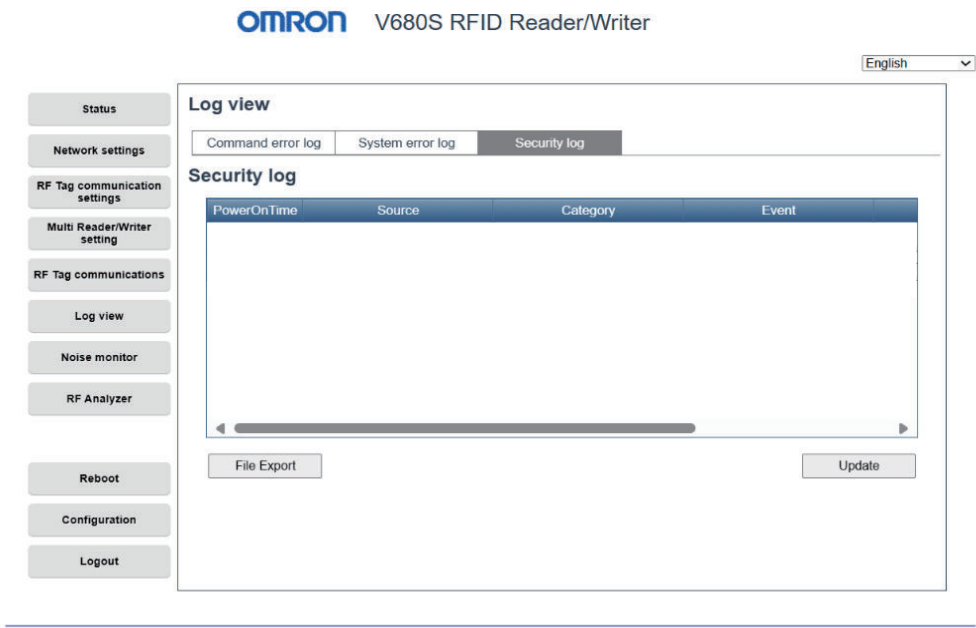 OMRON V680S RFID Reader/Writer
English
Status
Network settings
RF Tag communication
settings
Multi Reader/Writer
setting
RF Tag communications
Log view
Noise monitor
RF Analyzer
Reboot
Configuration
Logout
Log view
Command error log System error log Security log
Security log
PowerOnTime Source Category Event
File Export Update